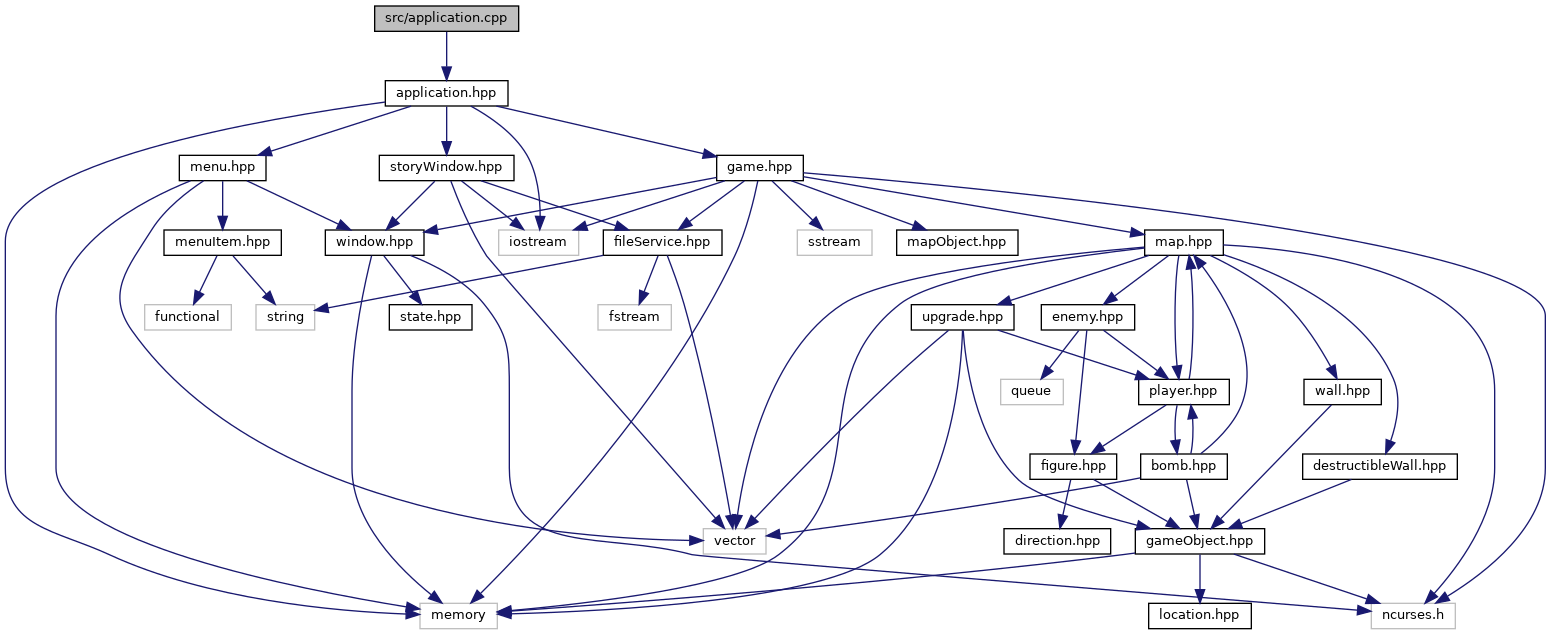 src/application.cpp
application.hpp
menu.hpp
storyWindow.hpp
game.hpp
menuItem.hpp
window.hpp
iostream
fileService.hpp
sstream
mapObject.hpp
map.hpp
functional
string
state.hpp
fstream
upgrade.hpp
enemy.hpp
queue
player.hpp
wall.hpp
figure.hpp
bomb.hpp
destructibleWall.hpp
vector
direction.hpp
gameObject.hpp
memory
location.hpp
ncurses.h